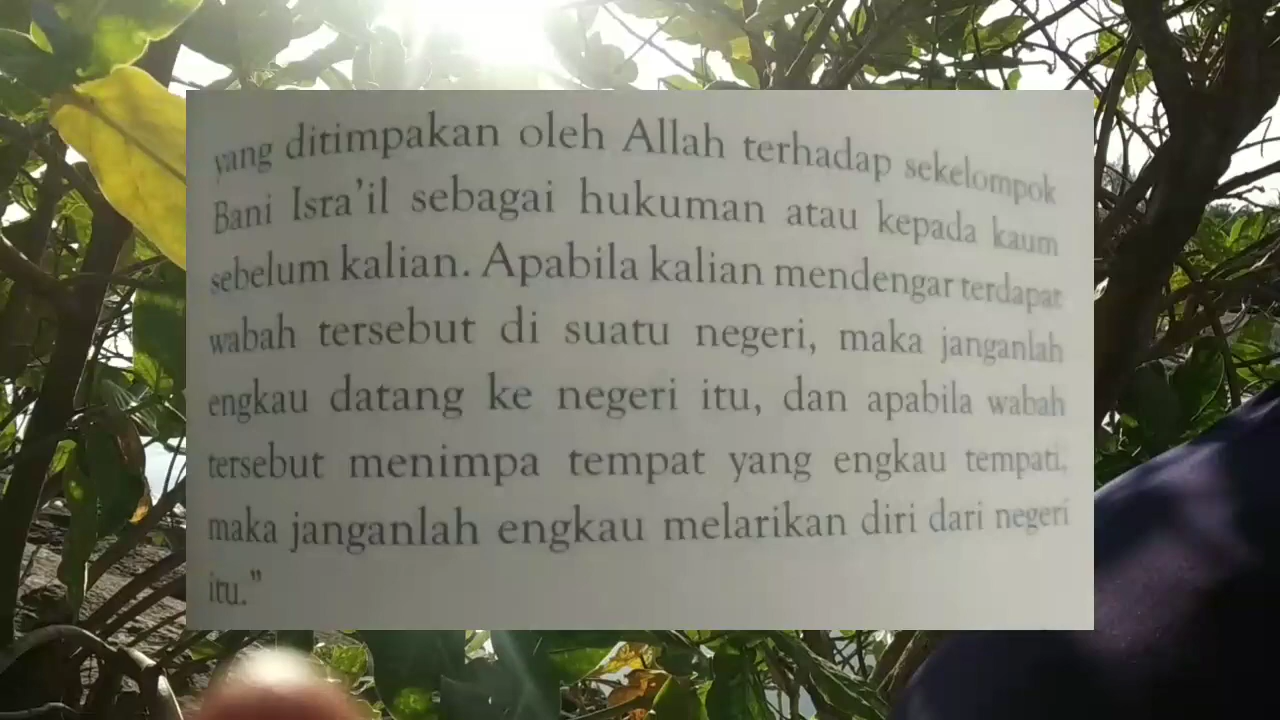 yang ditimpakan oleh Allah terhadap sekelompok
Bani Isra'il sebagai hukuman atau kepada kaum
sebelum kalian. Apabila kalian mendengar terdapat
wabah tersebut di suatu negeri, maka janganlah
engkau datang ke negeri itu, dan apabila wabah
tersebut menimpa tempat yang engkau tempati,
maka janganlah engkau melarikan diri dari negeri
itu.”